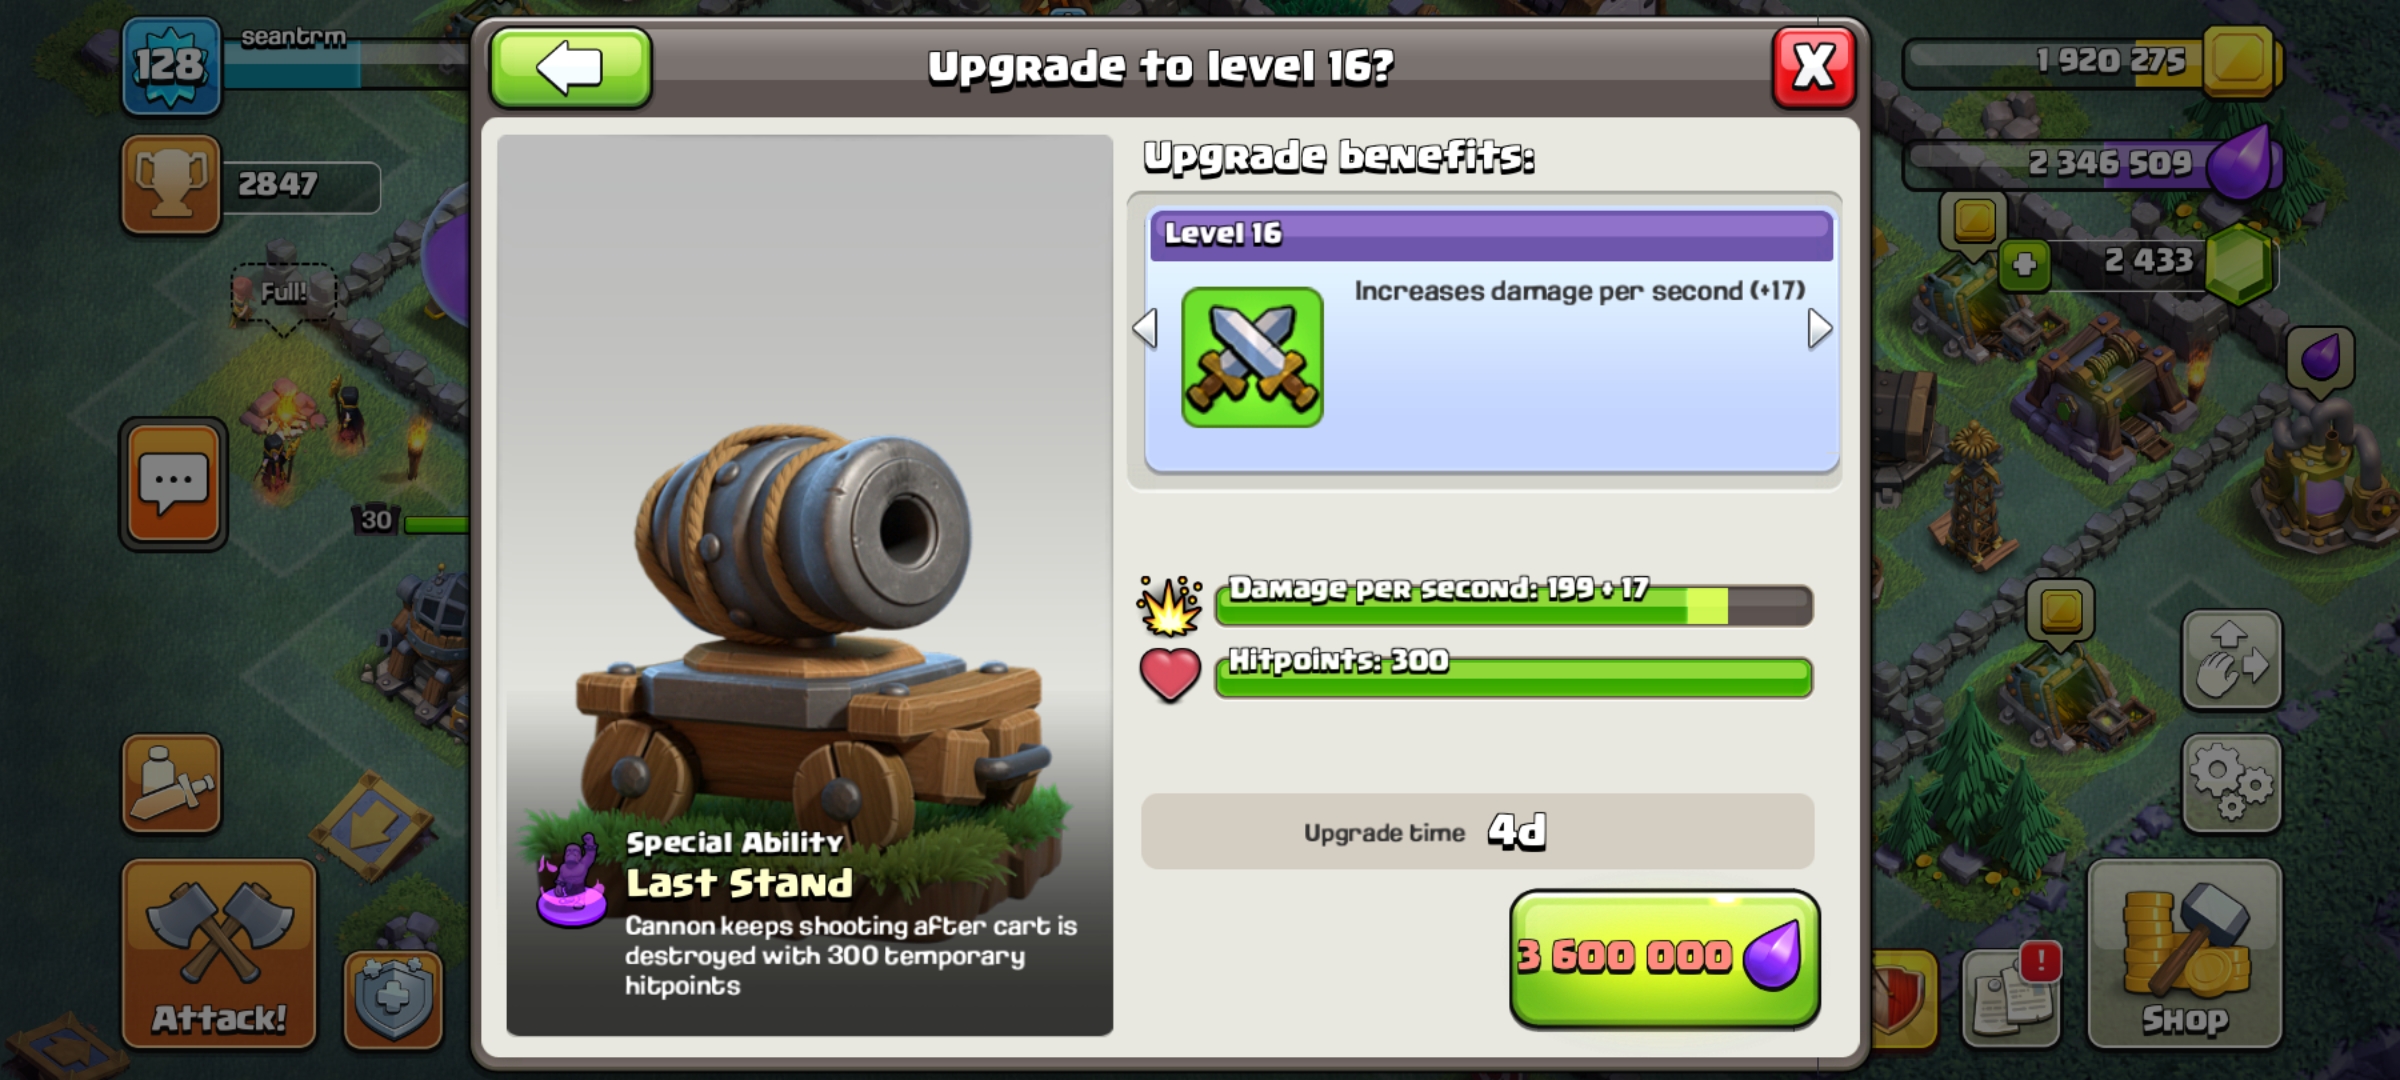 128
seantrm
2847
Full!
30
Attack!
Upgrade to level 16?
X
Special Ability
Last Stand
Cannon keeps shooting after cart is
destroyed with 300 temporary
hitpoints
Upgrade benefits:
Level 16
Increases damage per second (+17)
Damage per second: 199 + 17
Hitpoints: 300
Upgrade time 4d
3 600 000
1 920 275
2 346 509
2 433
!
Shop